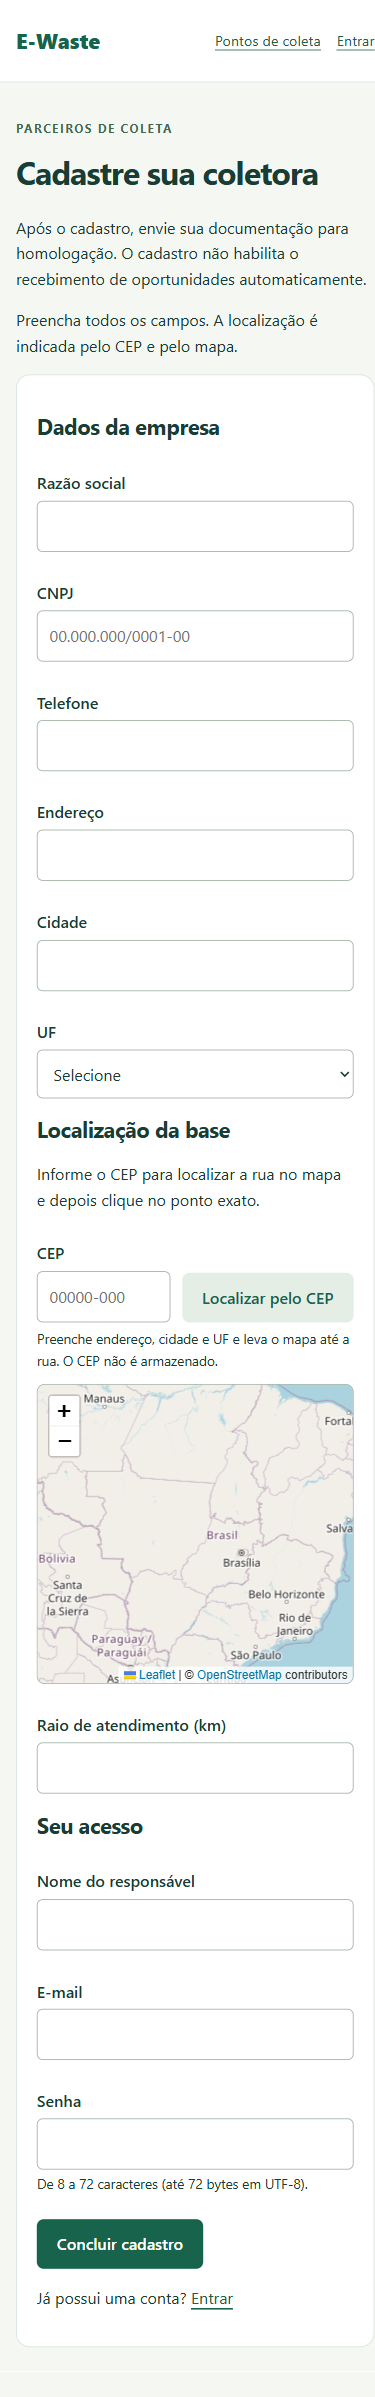 E-Waste
Pontos de coleta Entrar
PARCEIROS DE COLETA
Cadastre sua coletora
Após o cadastro, envie sua documentação para
homologação. O cadastro não habilita o
recebimento de oportunidades automaticamente.
Preencha todos os campos. A localização é
indicada pelo CEP e pelo mapa.
Dados da empresa
Razão social
CNPJ
00.000.000/0001-00
Telefone
Endereço
Cidade
UF
Selecione
Localização da base
Informe o CEP para localizar a rua no mapa
e depois clique no ponto exato.
CEP
00000-000
Localizar pelo CEP
Preenche endereço, cidade e UF e leva o mapa até a
rua. O CEP não é armazenado.
+
−
Manaus
Fortal
Brasil
Salva
Bolivia
Brasília
Santa
Cruz de
la Sierra
Belo Horizonte
Rio de
Janeiro
Paraguay /
Paraguái
São Paulo
As
Leaflet | © OpenStreetMap contributors
Raio de atendimento (km)
Seu acesso
Nome do responsável
E-mail
Senha
De 8 a 72 caracteres (até 72 bytes em UTF-8).
Concluir cadastro
Já possui uma conta? Entrar